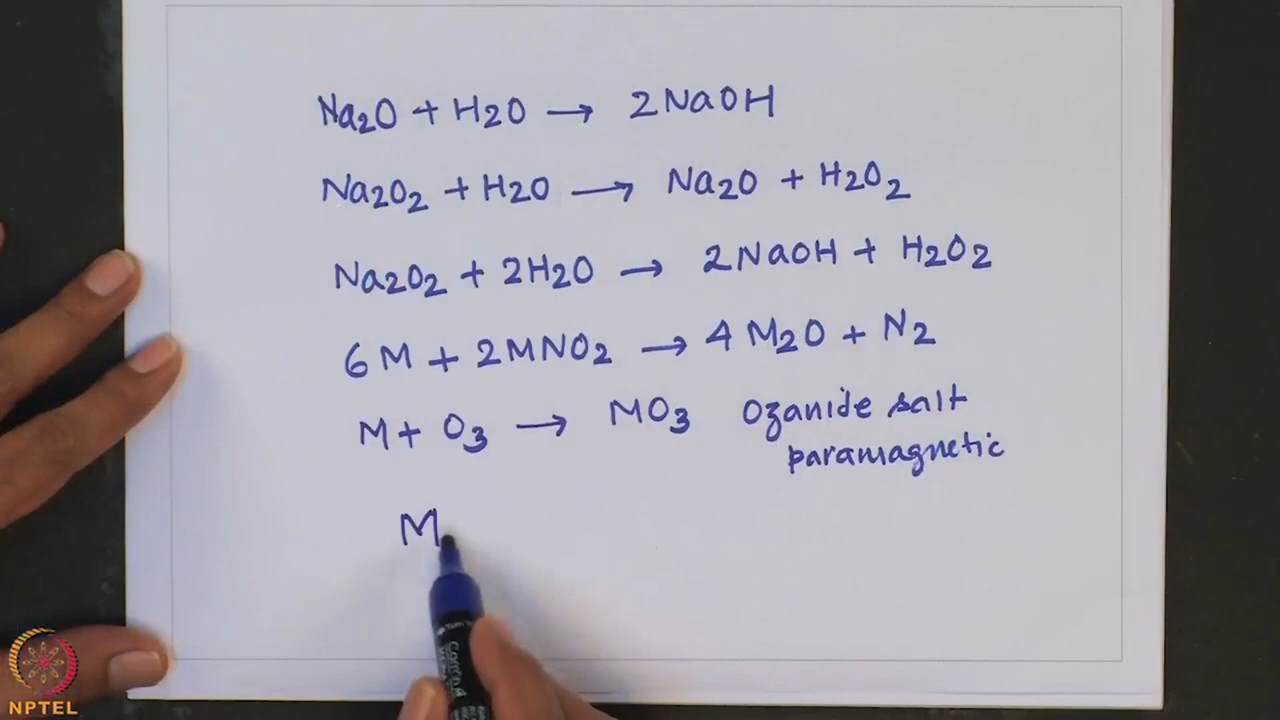 Na2O + H2O → 2NaOH
Na2O2 + H2O → Na2O + H2O2
Na2O2 + 2H2O → 2NaOH + H2O2
6M + 2MNO2 → 4M2O + N2
M + O3 → MO3 Ozanide salt
paramagnetic
M
NPTEL